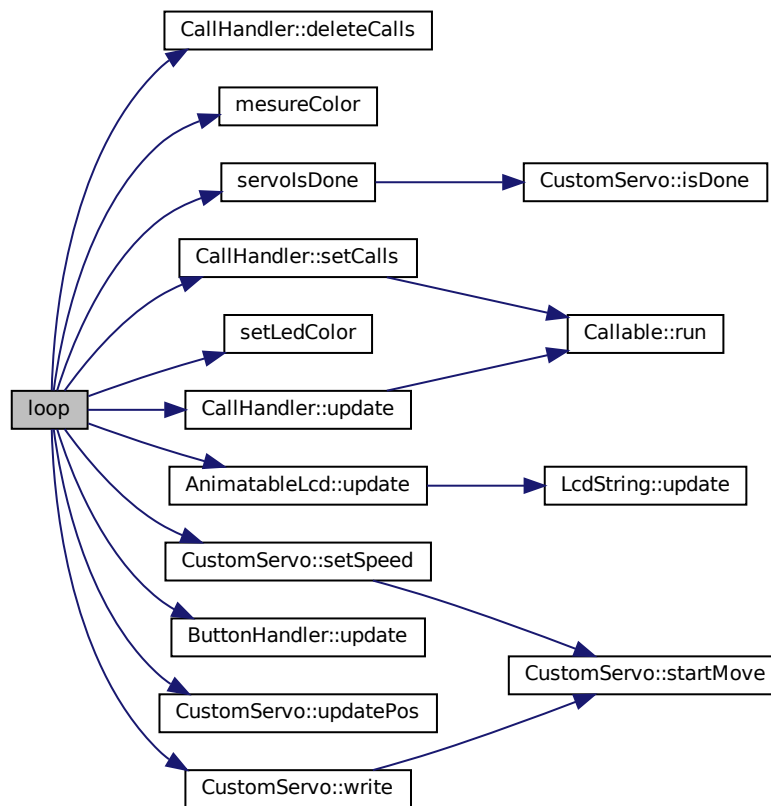 CallHandler::deleteCalls
mesureColor
servoIsDone
CustomServo::isDone
CallHandler::setCalls
setLedColor
Callable::run
loop
CallHandler::update
AnimatableLcd::update
LcdString::update
CustomServo::setSpeed
ButtonHandler::update
CustomServo::startMove
CustomServo::updatePos
CustomServo::write